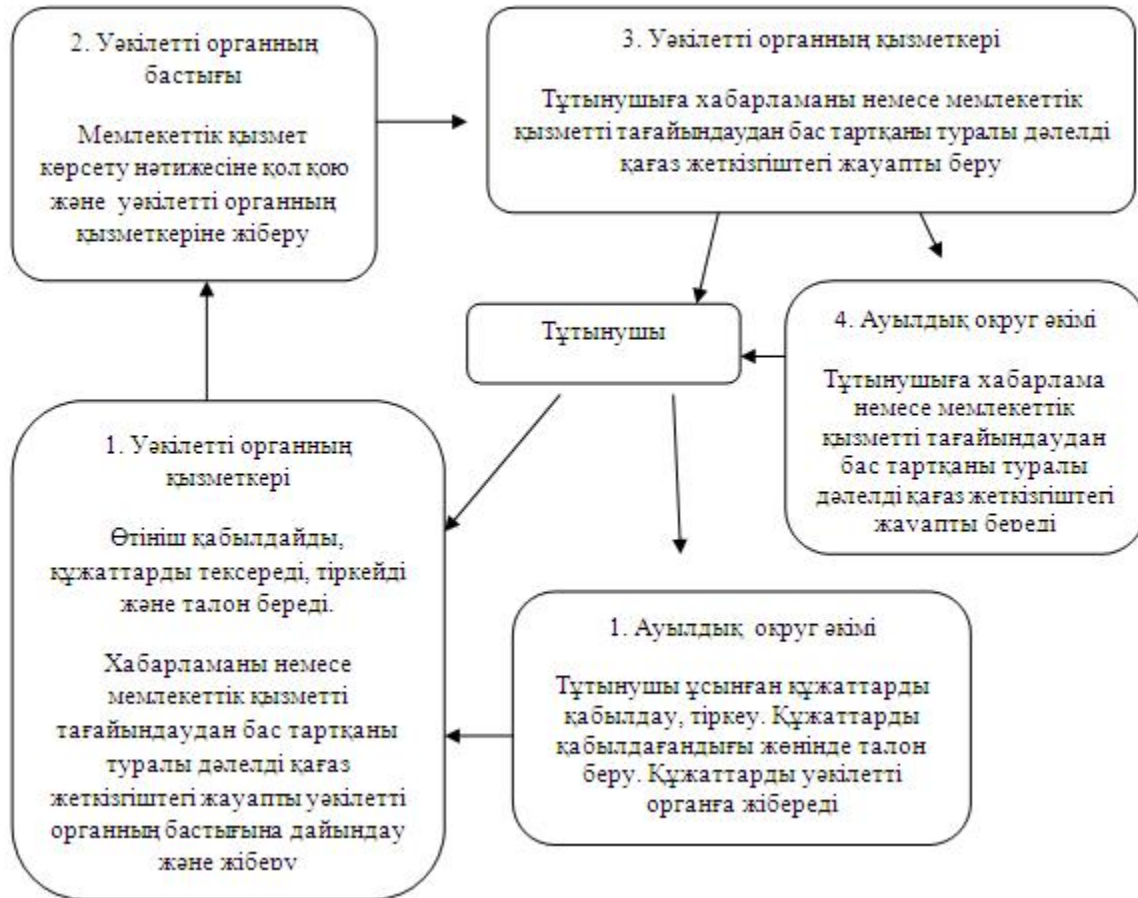 2. Уәкілетті органның
бастығы
Мемлекеттік қызмет
көрсету нәтижесіне қол қою
және уәкілетті органның
қызметкеріне жіберу
3. Уәкілетті органның қызметкері
Тұтынушыға хабарламаны немесе мемлекеттік
қызметті тағайындаудан бас тартқаны туралы дәлелді
қағаз жеткізгіштегі жауапты беру
Тұтынушы
4. Ауылдық округ әкімі
Тұтынушыға хабарлама
немесе мемлекеттік
қызметті тағайындаудан
бас тартқаны туралы
дәлелді қағаз жеткізгіштегі
жауапты береді
1. Уәкілетті органның
қызметкері
Өтініш қабылдайды,
құжаттарды тексереді, тіркейді
және талон береді.
Хабарламаны немесе
мемлекеттік қызметті
тағайындаудан бас тартқаны
туралы дәлелді қағаз
жеткізгіштегі жауапты уәкілетті
органның бастығына дайындау
және жіберу
1. Ауылдық округ әкімі
Тұтынушы ұсынған құжаттарды
қабылдау, тіркеу. Құжаттарды
қабылдағандығы жөнінде талон
беру. Құжаттарды уәкілетті
органға жібереді